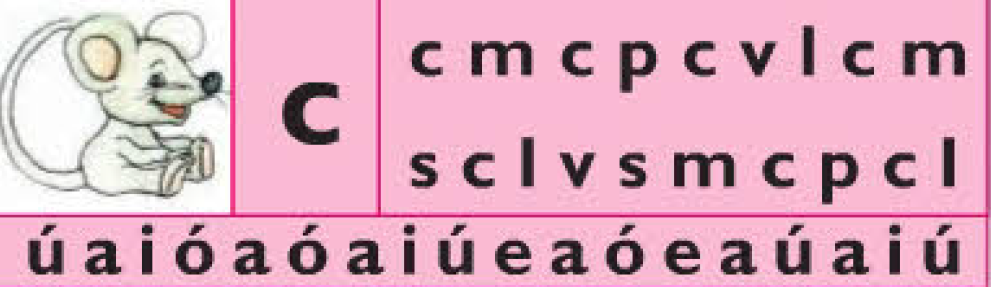 c
c m c p c v l c m
s c l v s m c p c l
ú a i ó a ó a i ú e a ó e a ú a i ú